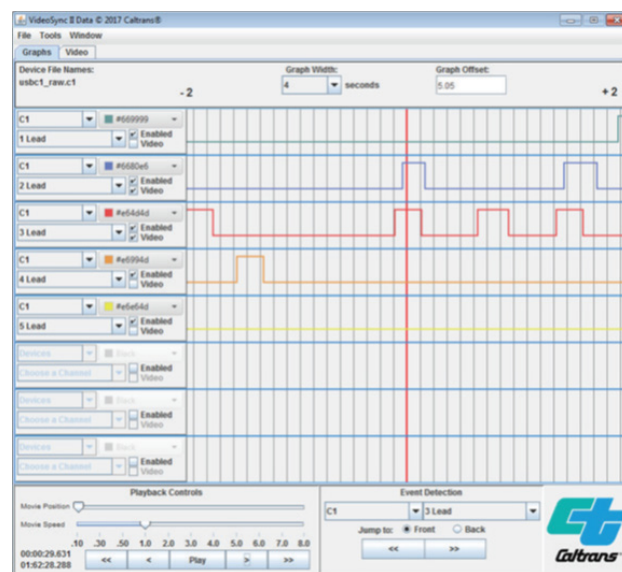 VideoSync II Data © 2017 Caltrans®
File Tools Window
Graphs Video
Device File Names:
usbc1_raw.c1
Graph Width:
4 seconds
Graph Offset:
5.05
- 2
+ 2
C1 #669999
1 Lead Enabled
Video
C1 #6680e6
2 Lead Enabled
Video
C1 #e64d4d
3 Lead Enabled
Video
C1 #e6994d
4 Lead Enabled
Video
C1 #e6e64d
5 Lead Enabled
Video
Devices Black
Choose a Channel Enabled
Video
Devices Black
Choose a Channel Enabled
Video
Devices Black
Choose a Channel Enabled
Video
Playback Controls
Movie Position
Movie Speed
.10 .30 .50 1.0 2.0 3.0 4.0 5.0 6.0 7.0 8.0
00:00:29.631
01:62:28.288
<< < Play > >>
Event Detection
C1 3 Lead
Jump to: Front Back
<< >>
Caltrans